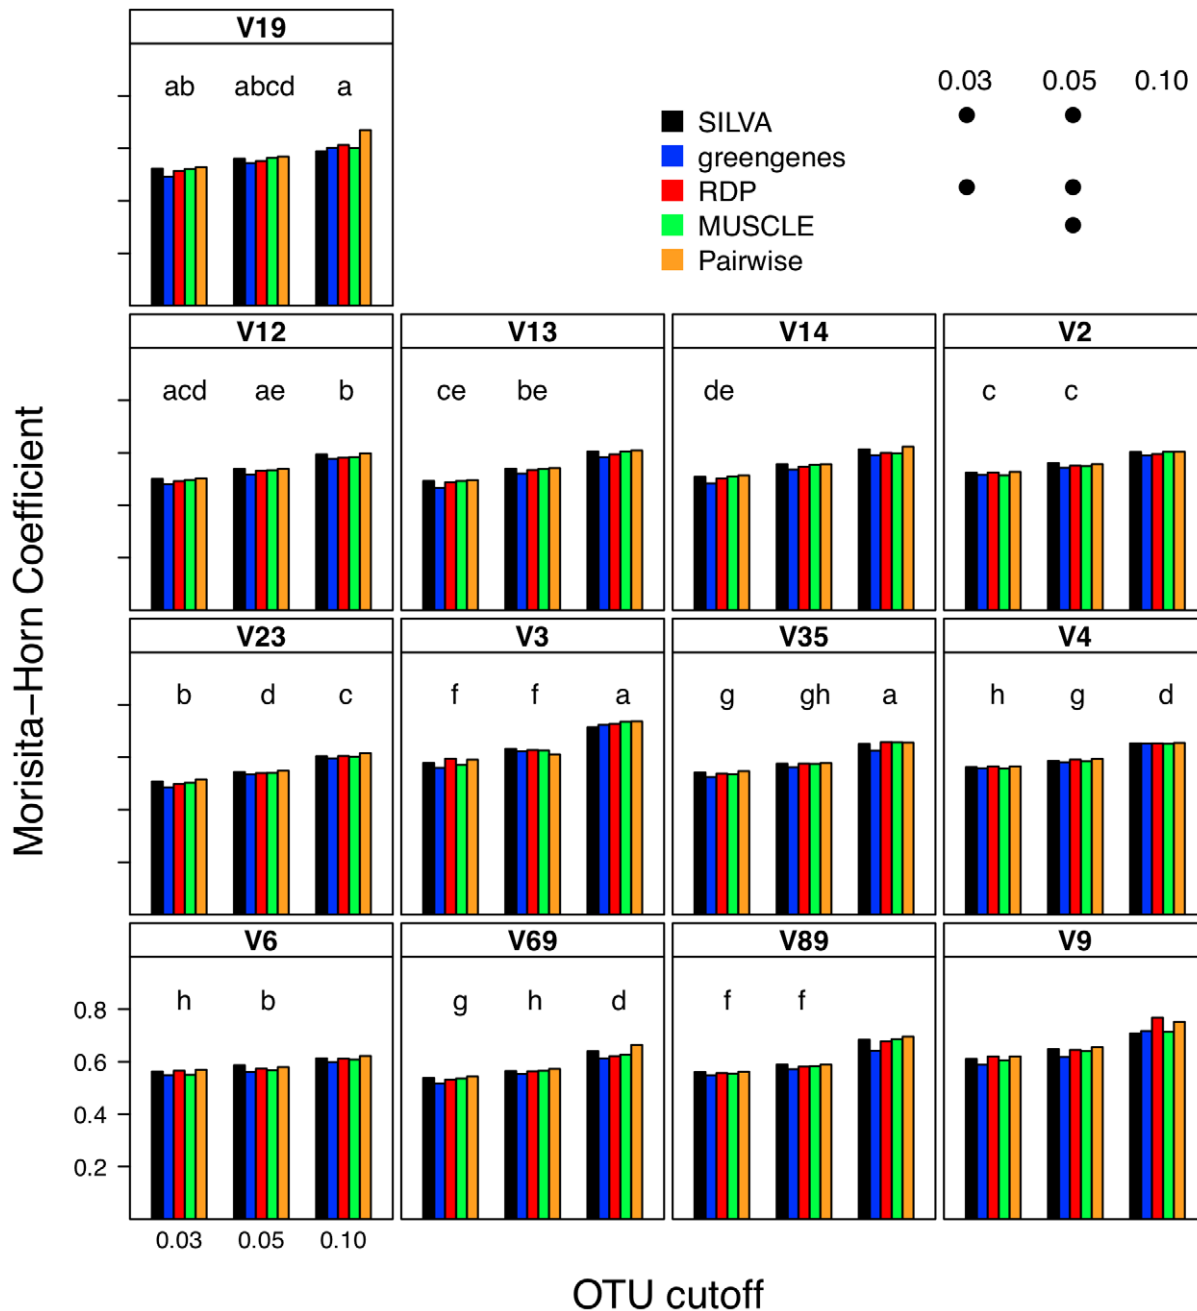 V19
ab abcd a
0.03 0.05 0.10
SILVA
greengenes
RDP
MUSCLE
Pairwise
V12 V13 V14 V2
acd ae b ce be de c c
V23 V3 V35 V4
b d c f f a g gh a h g d
V6 V69 V89 V9
h b g h d f f
0.8
0.6
0.4
0.2
0.03 0.05 0.10
OTU cutoff
Morisita–Horn Coefficient